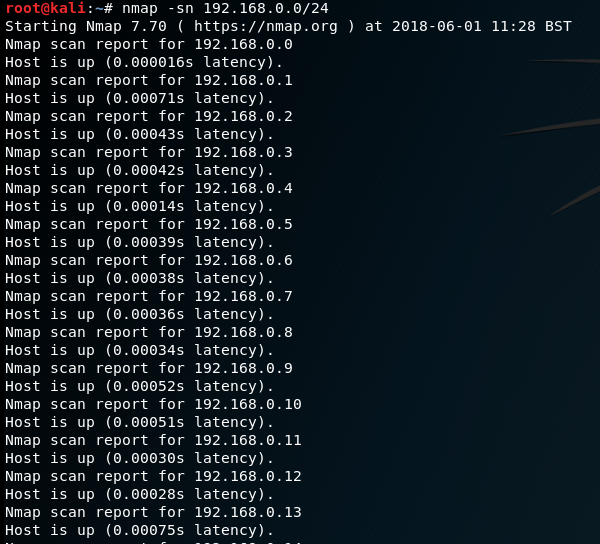 root@kali:~# nmap -sn 192.168.0.0/24
Starting Nmap 7.70 ( https://nmap.org ) at 2018-06-01 11:28 BST
Nmap scan report for 192.168.0.0
Host is up (0.000016s latency).
Nmap scan report for 192.168.0.1
Host is up (0.00071s latency).
Nmap scan report for 192.168.0.2
Host is up (0.00043s latency).
Nmap scan report for 192.168.0.3
Host is up (0.00042s latency).
Nmap scan report for 192.168.0.4
Host is up (0.00014s latency).
Nmap scan report for 192.168.0.5
Host is up (0.00039s latency).
Nmap scan report for 192.168.0.6
Host is up (0.00038s latency).
Nmap scan report for 192.168.0.7
Host is up (0.00036s latency).
Nmap scan report for 192.168.0.8
Host is up (0.00034s latency).
Nmap scan report for 192.168.0.9
Host is up (0.00052s latency).
Nmap scan report for 192.168.0.10
Host is up (0.00051s latency).
Nmap scan report for 192.168.0.11
Host is up (0.00030s latency).
Nmap scan report for 192.168.0.12
Host is up (0.00028s latency).
Nmap scan report for 192.168.0.13
Host is up (0.00075s latency).